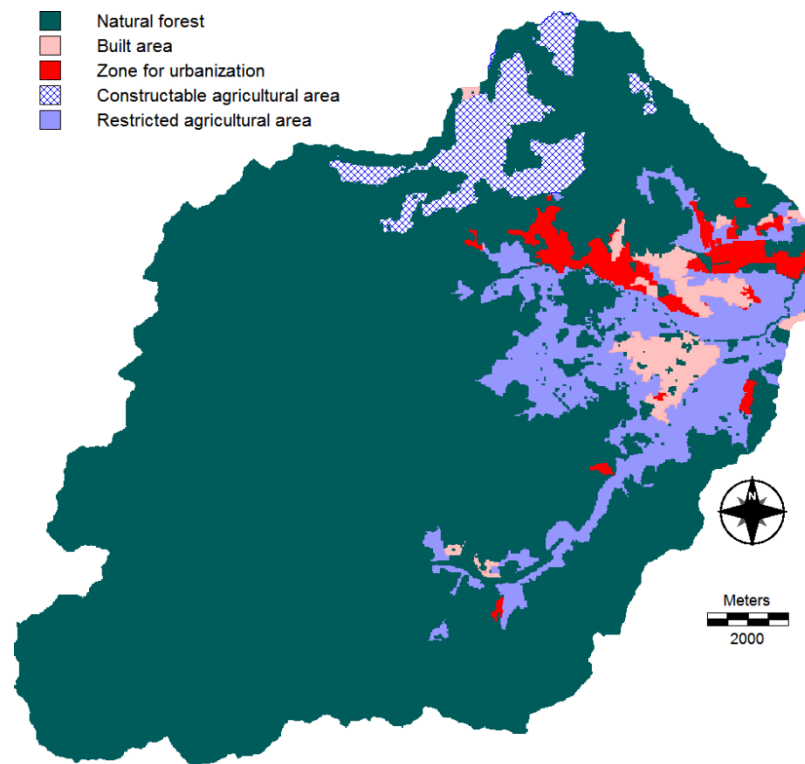 Natural forest
Built area
Zone for urbanization
Constructable agricultural area
Restricted agricultural area
N
Meters
2000